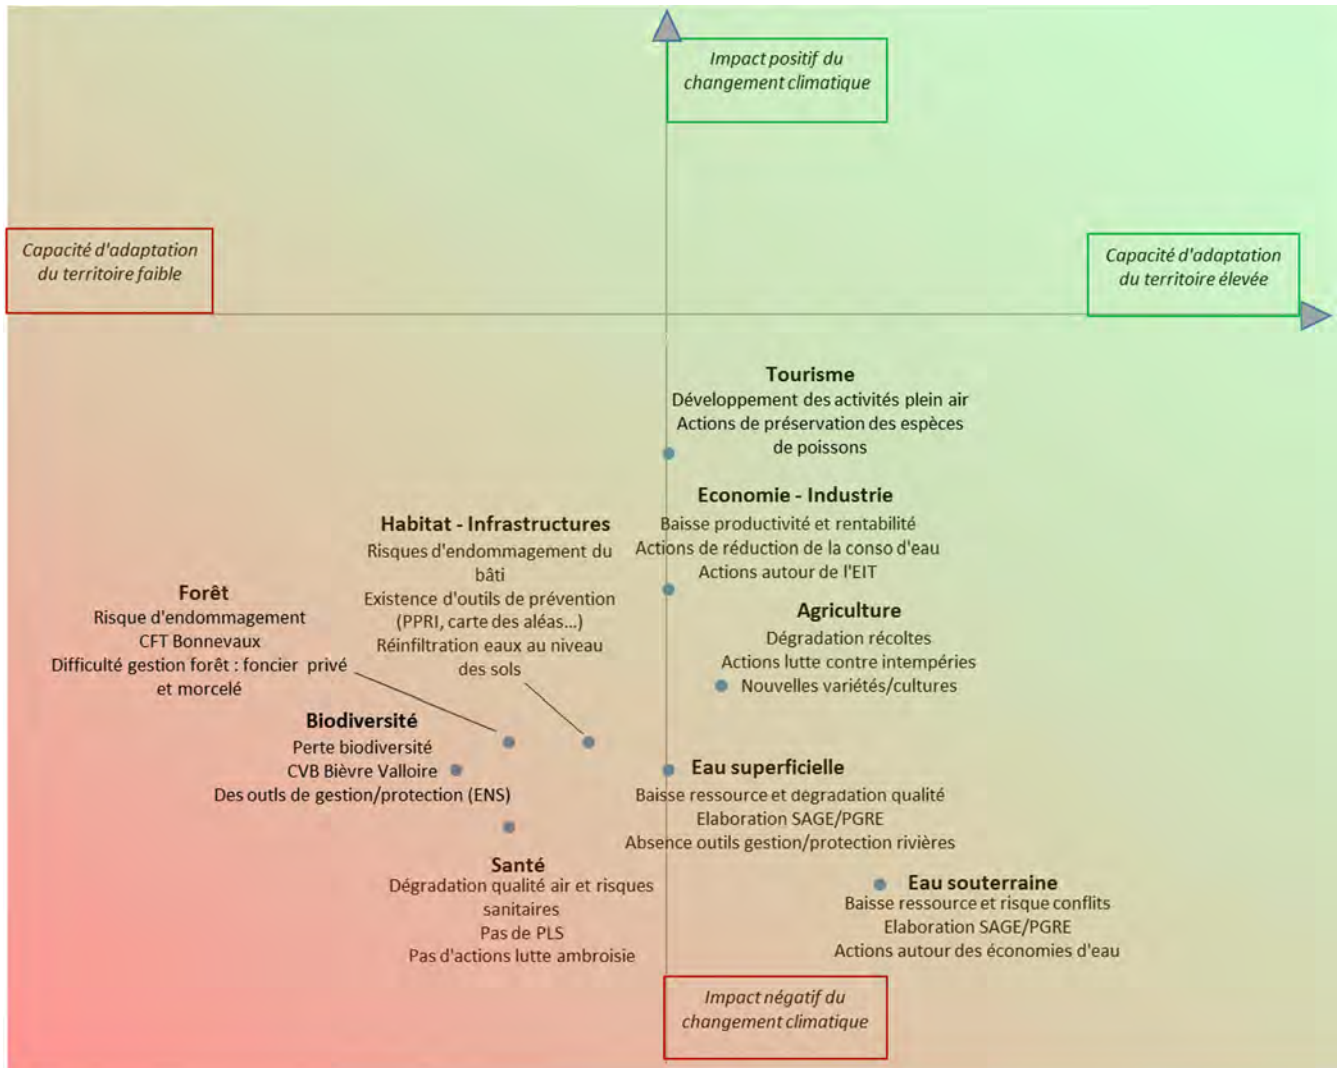 Impact positif du
changement climatique
Capacité d'adaptation
du territoire faible
Capacité d'adaptation
du territoire élevée
Tourisme
Développement des activités plein air
Actions de préservation des espèces
de poissons
Economie - Industrie
Baisse productivité et rentabilité
Actions de réduction de la conso d'eau
Actions autour de l'EIT
Habitat - Infrastructures
Risques d'endommagement du
bâti
Existence d'outils de prévention
(PPRI, carte des aléas...)
Réinfiltration eaux au niveau
des sols
Forêt
Risque d'endommagement
CFT Bonnevaux
Difficulté gestion forêt : foncier privé
et morcelé
Agriculture
Dégradation récoltes
Actions lutte contre intempéries
Nouvelles variétés/cultures
Biodiversité
Perte biodiversité
CVB Bièvre Valloire
Des outls de gestion/protection (ENS)
Eau superficielle
Baisse ressource et dégradation qualité
Elaboration SAGE/PGRE
Absence outils gestion/protection rivières
Santé
Dégradation qualité air et risques
sanitaires
Pas de PLS
Pas d'actions lutte ambroisie
Eau souterraine
Baisse ressource et risque conflits
Elaboration SAGE/PGRE
Actions autour des économies d'eau
Impact négatif du
changement climatique